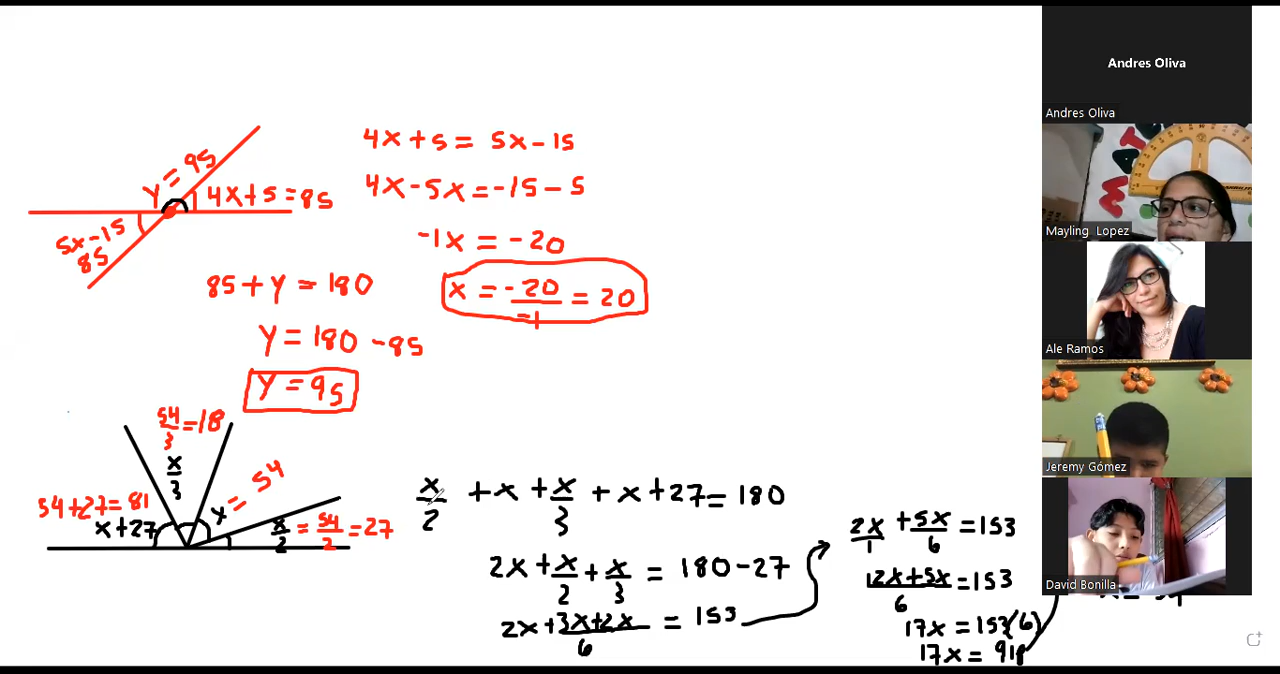 4x + 5 = 5x - 15
4x - 5x = -15 - 5
-1x = -20
x = -20/-1 = 20
y = 95
4x + 5 = 85
5x - 15
85
85 + y = 180
y = 180 - 85
y = 95
54/3 = 18
x/3
54 + 27 = 81
x + 27
x = 54
x/2 = 54/2 = 27
x/2 + x + x/3 + x + 27 = 180
2x + x/2 + x/3 = 180 - 27
2x + 3x + 2x/6 = 153
2x/1 + 5x/6 = 153
12x + 5x/6 = 153
17x = 153(6)
17x = 918
Andres Oliva
Andres Oliva
Mayling Lopez
Ale Ramos
Jeremy Gómez
David Bonilla